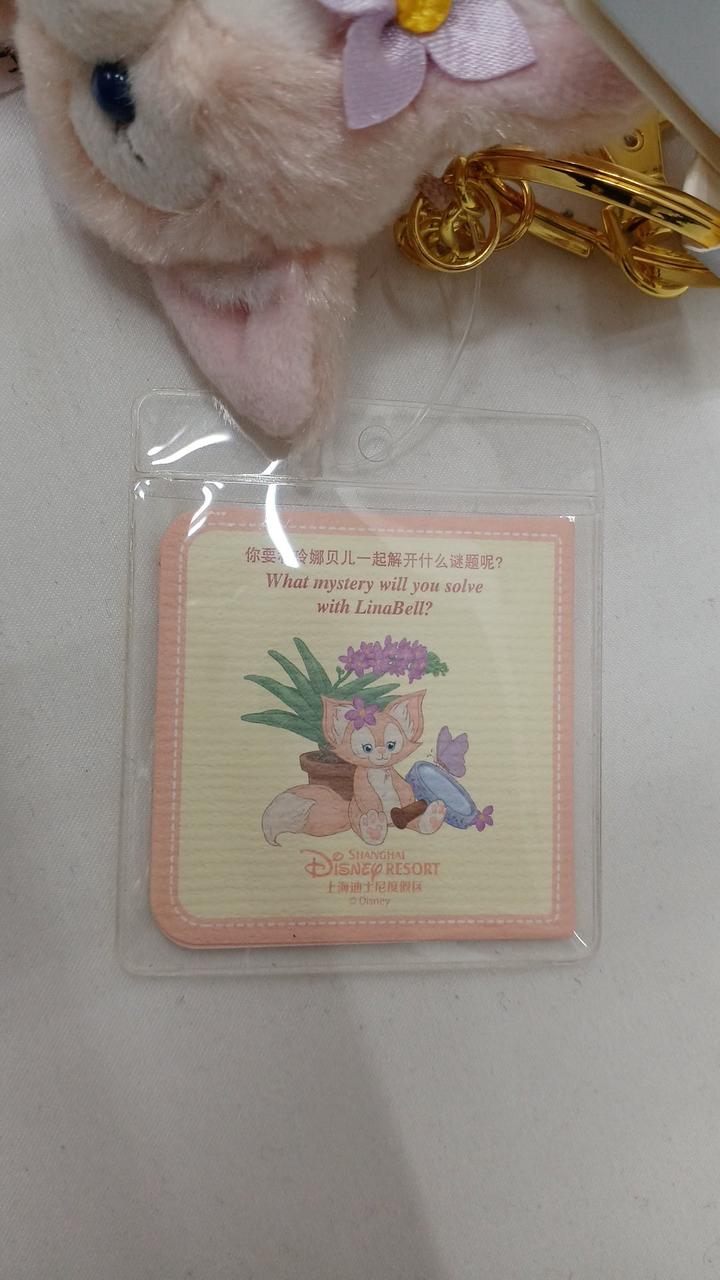 你要和玲娜贝儿一起解开什么谜题呢?
What mystery will you solve
with LinaBell?
SHANGHAI
DISNEY RESORT
上海迪士尼度假区
© Disney